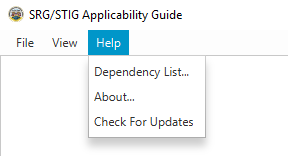 SRG/STIG Applicability Guide
File View Help
Dependency List...
About...
Check For Updates